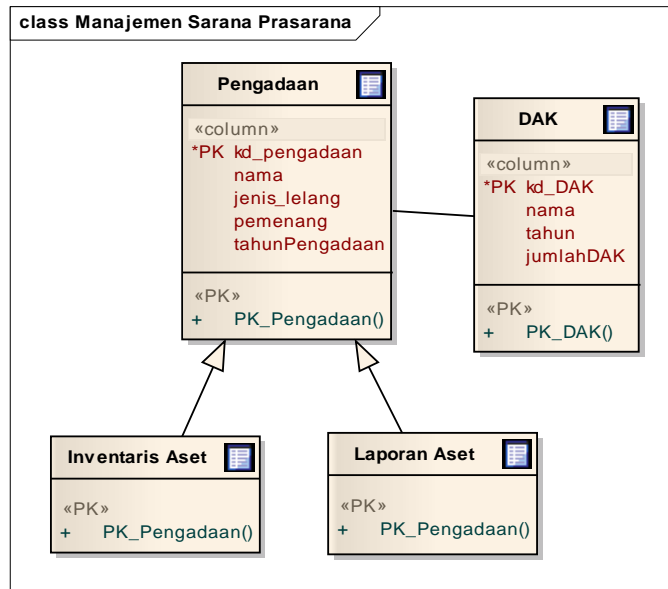 class Manajemen Sarana Prasarana
Pengadaan
«column»
*PK kd_pengadaan
nama
jenis_lelang
pemenang
tahunPengadaan
«PK»
+ PK_Pengadaan()
DAK
«column»
*PK kd_DAK
nama
tahun
jumlahDAK
«PK»
+ PK_DAK()
Inventaris Aset
«PK»
+ PK_Pengadaan()
Laporan Aset
«PK»
+ PK_Pengadaan()